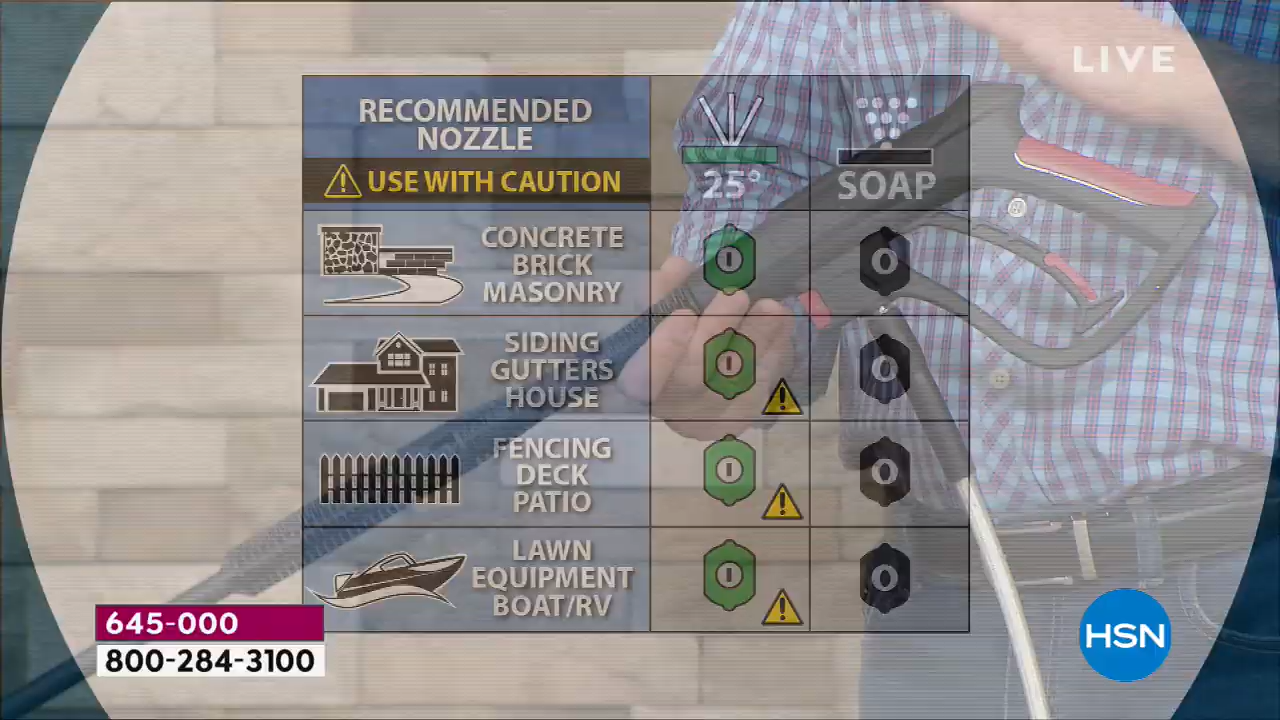 LIVE
RECOMMENDED
NOZZLE
USE WITH CAUTION
25°
SOAP
CONCRETE
BRICK
MASONRY
SIDING
GUTTERS
HOUSE
FENCING
DECK
PATIO
LAWN
EQUIPMENT
BOAT/RV
645-000
800-284-3100
HSN